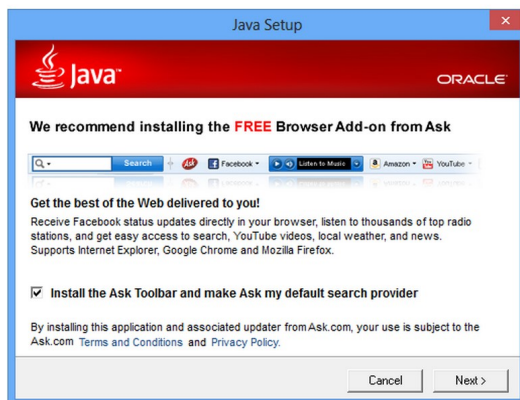 Java Setup
Java™
ORACLE
We recommend installing the FREE Browser Add-on from Ask
Search Ask Facebook Listen to Music Amazon YouTube
Get the best of the Web delivered to you!
Receive Facebook status updates directly in your browser, listen to thousands of top radio
stations, and get easy access to search, YouTube videos, local weather, and news.
Supports Internet Explorer, Google Chrome and Mozilla Firefox.
Install the Ask Toolbar and make Ask my default search provider
By installing this application and associated updater from Ask.com, your use is subject to the
Ask.com Terms and Conditions and Privacy Policy.
Cancel Next >